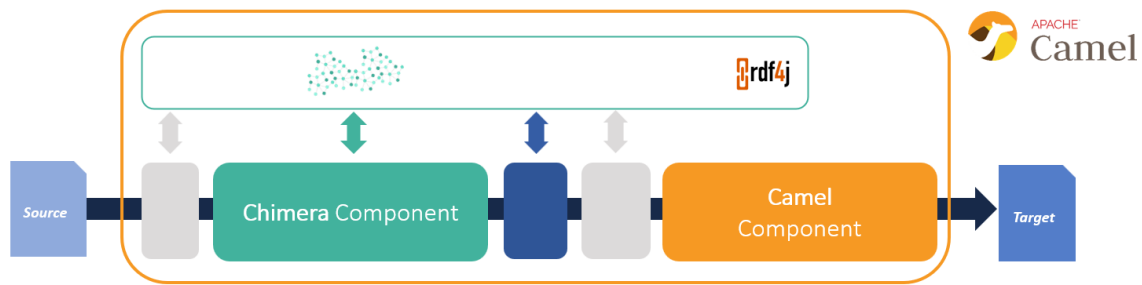 APACHE
Camel
rdf4j
Source
Chimera Component
Camel
Component
Target